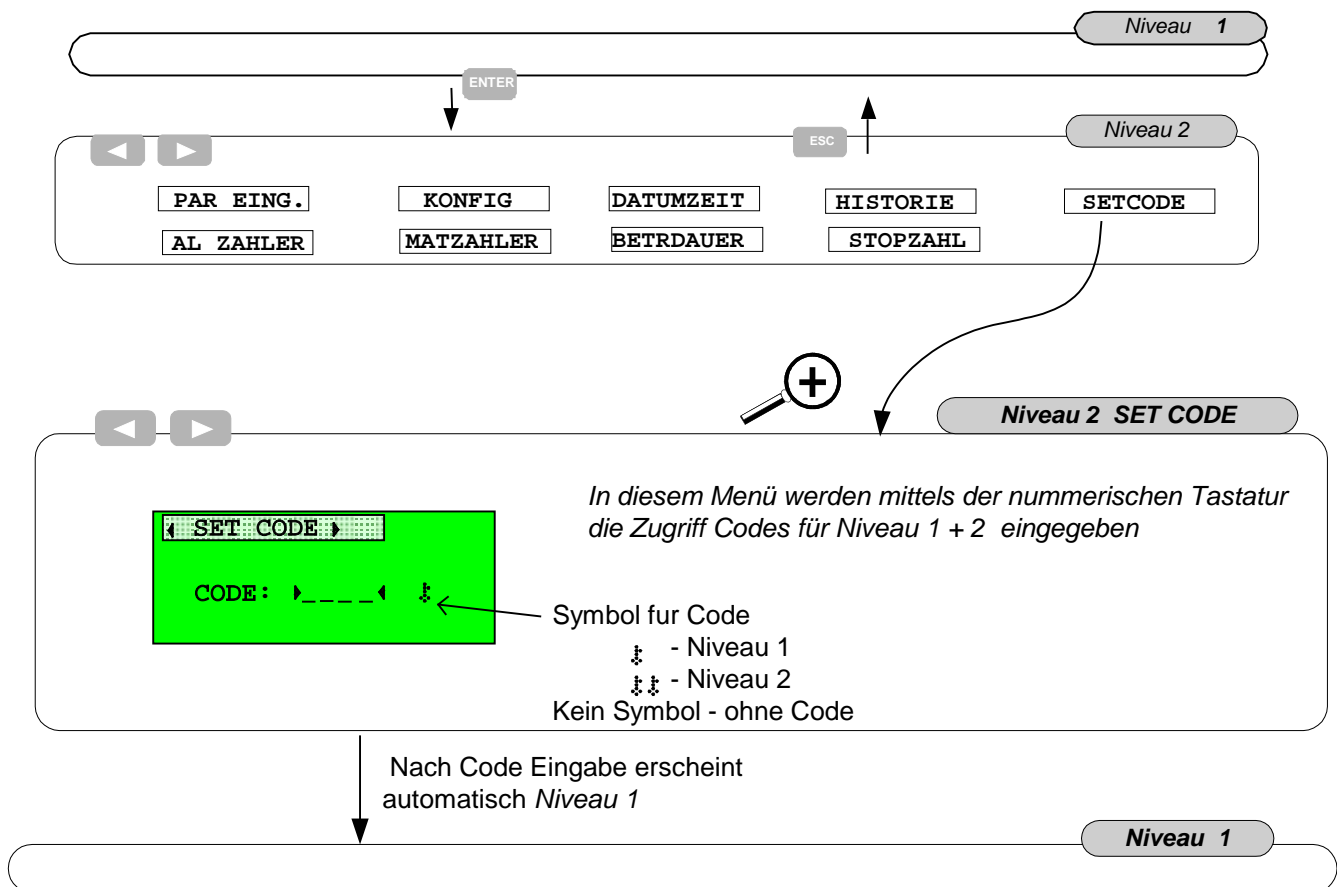 Niveau 1
ENTER
Niveau 2
ESC
PAR EING. KONFIG DATUMZEIT HISTORIE SETCODE
AL ZAHLER MATZAHLER BETRDAUER STOPZAHL
Niveau 2 SET CODE
In diesem Menü werden mittels der nummerischen Tastatur
die Zugriff Codes für Niveau 1 + 2 eingegeben
SET CODE
CODE: _ _ _ _
Symbol fur Code
- Niveau 1
- Niveau 2
Kein Symbol - ohne Code
Nach Code Eingabe erscheint
automatisch Niveau 1
Niveau 1